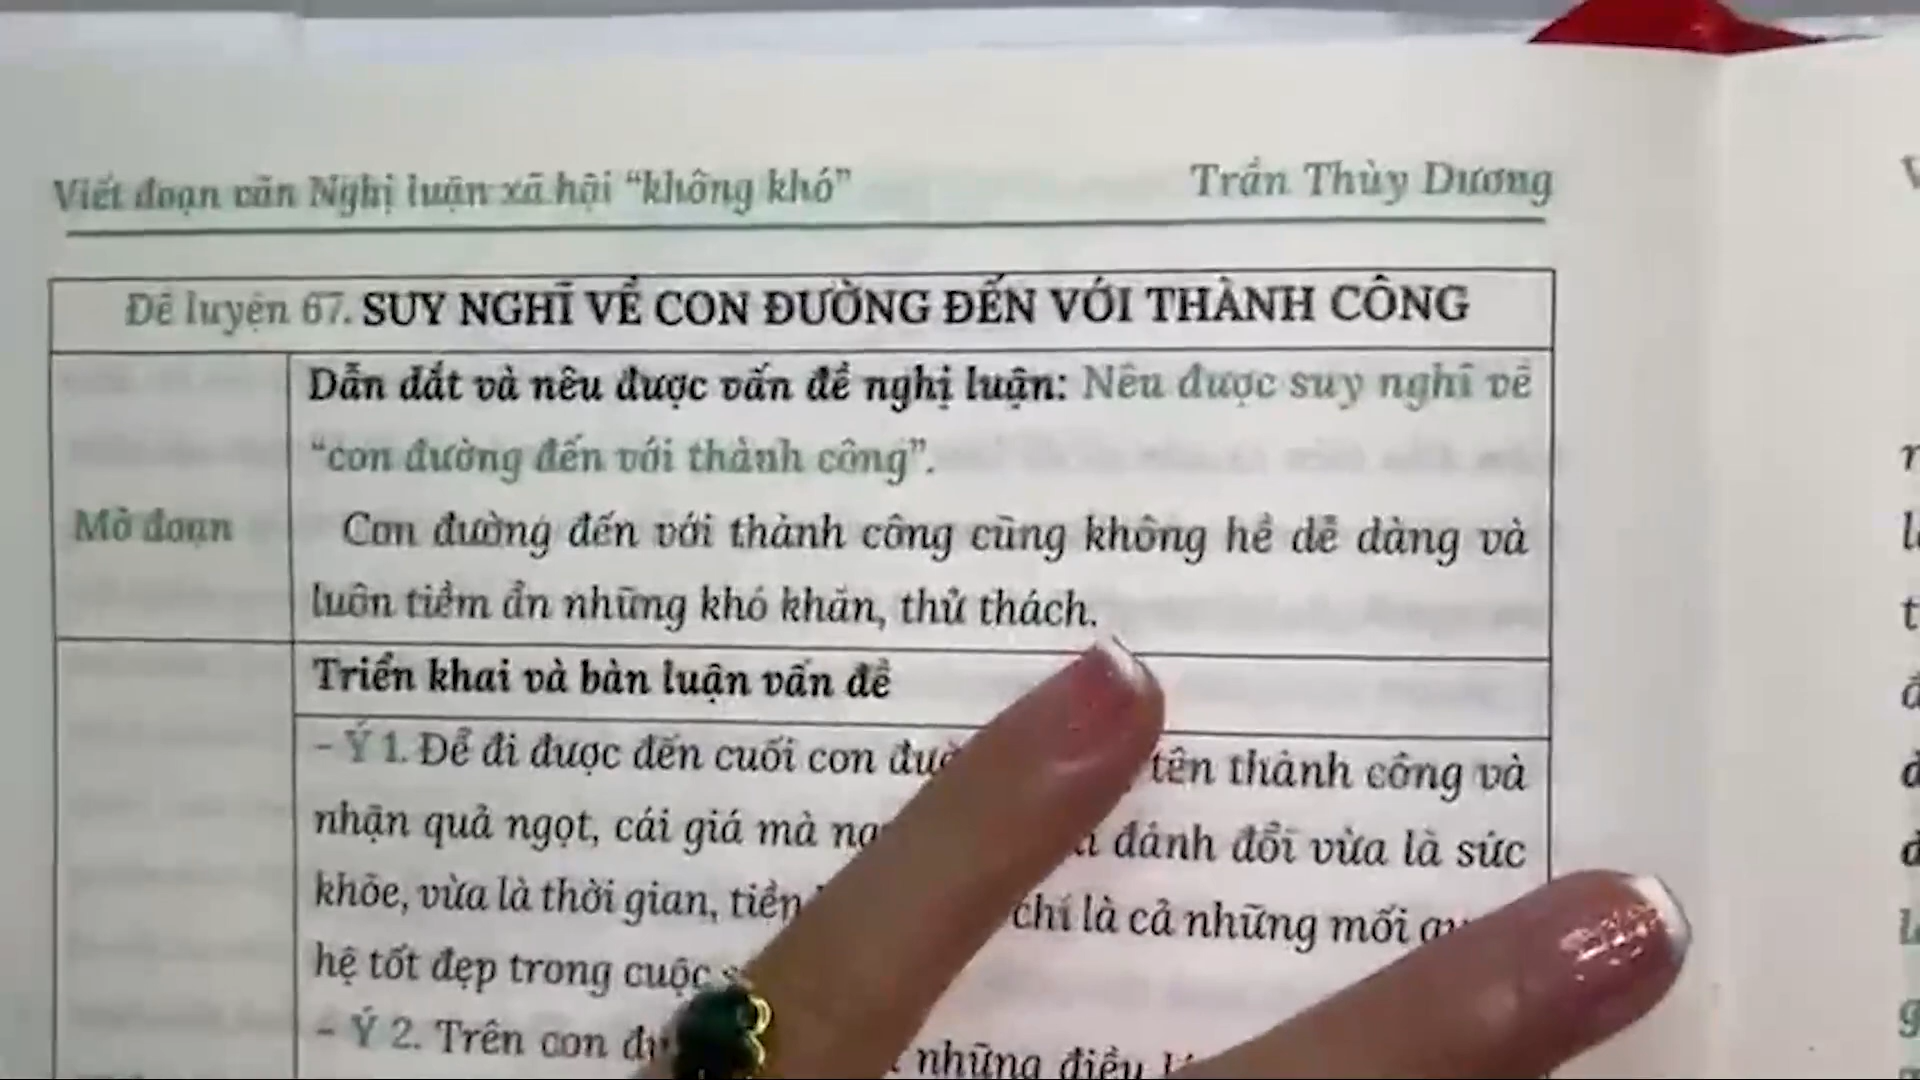 Viết đoạn văn Nghị luận xã hội “không khó”
Trần Thùy Dương
Đề luyện 67. SUY NGHĨ VỀ CON ĐƯỜNG ĐẾN VỚI THÀNH CÔNG
Dẫn dắt và nêu được vấn đề nghị luận: Nêu được suy nghĩ về
“con đường đến với thành công”.
Mở đoạn
Con đường đến với thành công cũng không hề dễ dàng và
luôn tiềm ẩn những khó khăn, thử thách.
Triển khai và bàn luận vấn đề
– Ý 1. Để đi được đến cuối con tên thành công và
nhận quả ngọt, cái giá mà đánh đổi vừa là sức
khỏe, vừa là thời gian, tiền chí là cả những mối
hệ tốt đẹp trong cuộc
– Ý 2. Trên con những điều